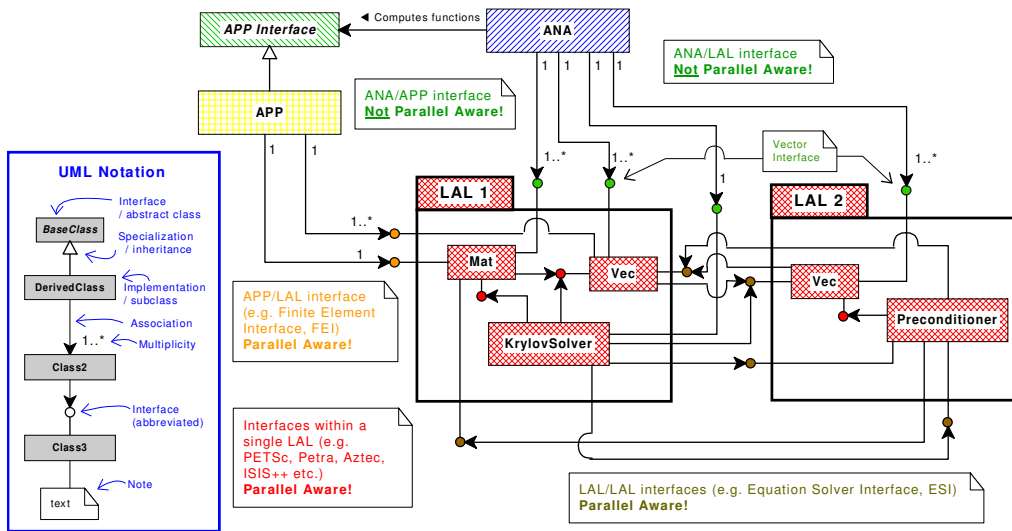 APP Interface
◄ Computes functions
ANA
1
1
1
1
ANA/LAL interface
Not Parallel Aware!
ANA/APP interface
Not Parallel Aware!
APP
1
1
Vector
Interface
1..*
1..*
1
1..*
UML Notation
Interface
/ abstract class
BaseClass
Specialization
/ inheritance
DerivedClass
Implementation
/ subclass
Association
1..*
Multiplicity
Class2
Interface
(abbreviated)
Class3
Note
text
LAL 1
LAL 2
1..*
1
Mat
Vec
Vec
KrylovSolver
Preconditioner
APP/LAL interface
(e.g. Finite Element
Interface, FEI)
Parallel Aware!
Interfaces within a
single LAL (e.g.
PETSc, Petra, Aztec,
ISIS++ etc.)
Parallel Aware!
LAL/LAL interfaces (e.g. Equation Solver Interface, ESI)
Parallel Aware!